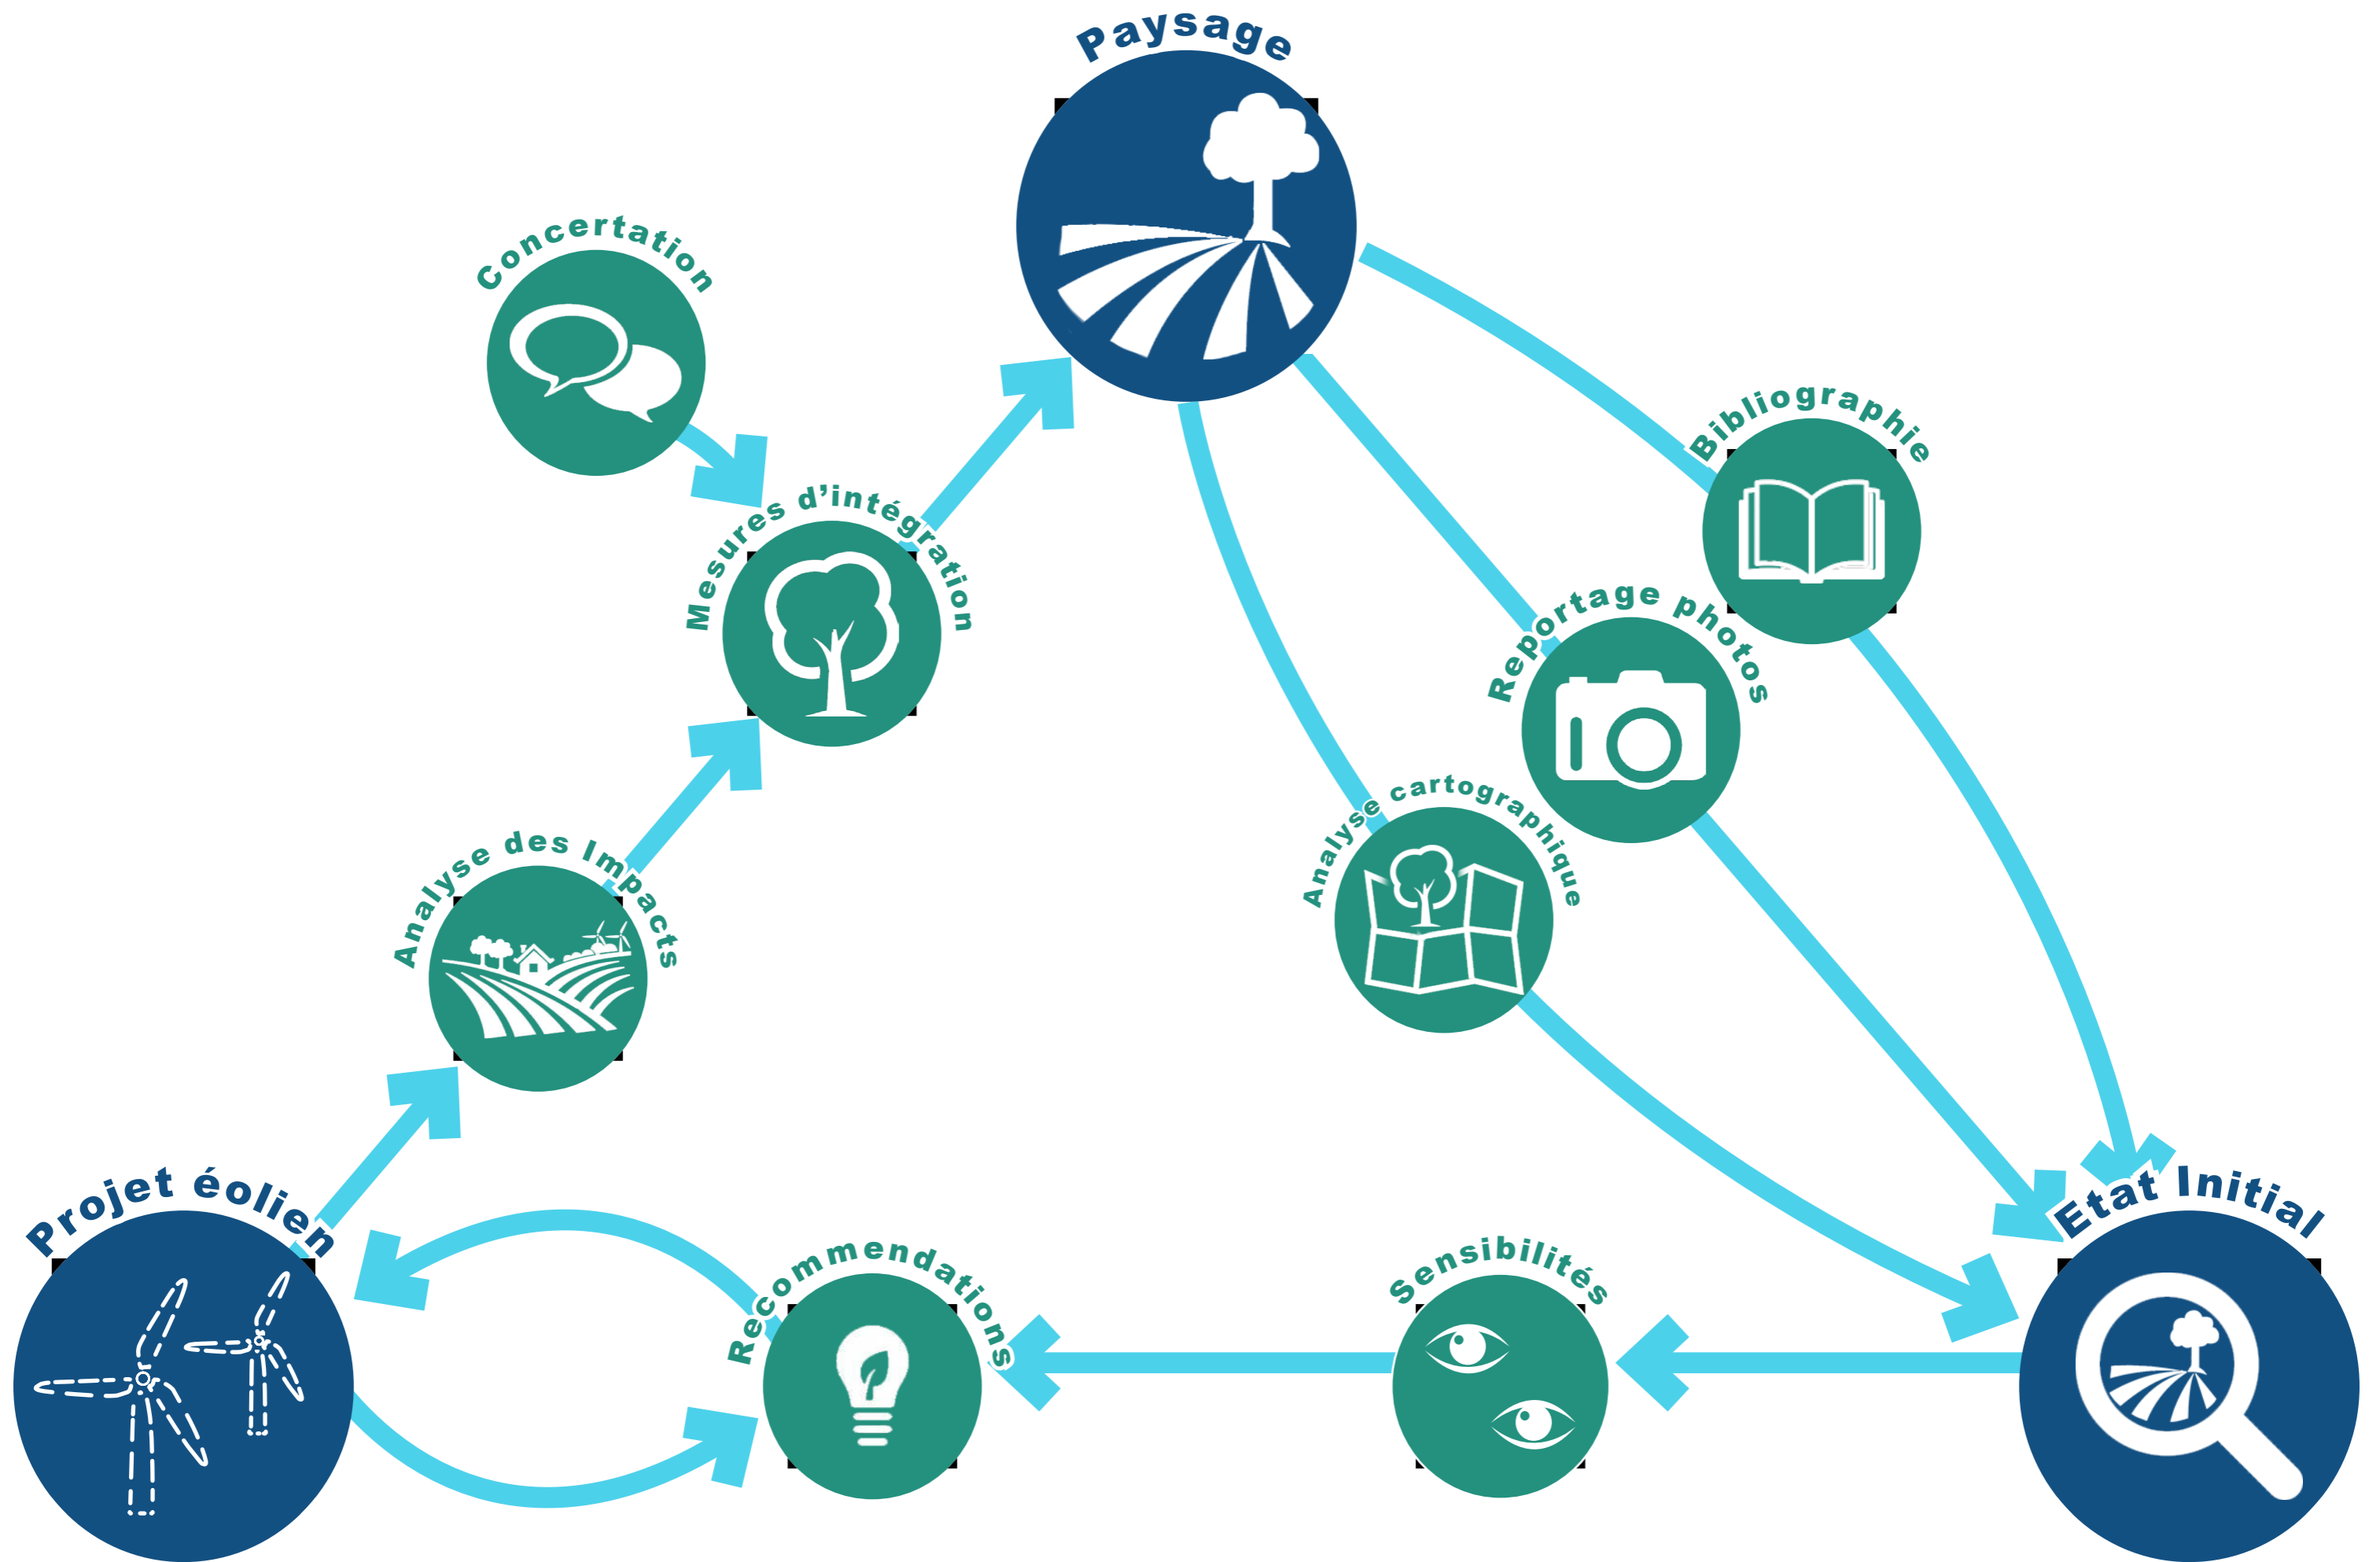 Paysage
Concertation
Bibliographie
Mesures d'intégration
Reportage photos
Analyse cartographique
Analyse des Impacts
Projet éolien
Etat Initial
Recommendations
Sensibilités